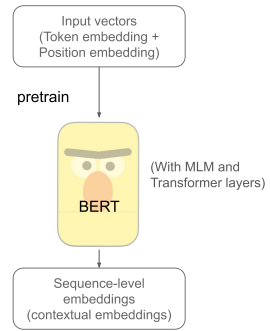 Input vectors
(Token embedding +
Position embedding)
pretrain
BERT
(With MLM and
Transformer layers)
Sequence-level
embeddings
(contextual embeddings)